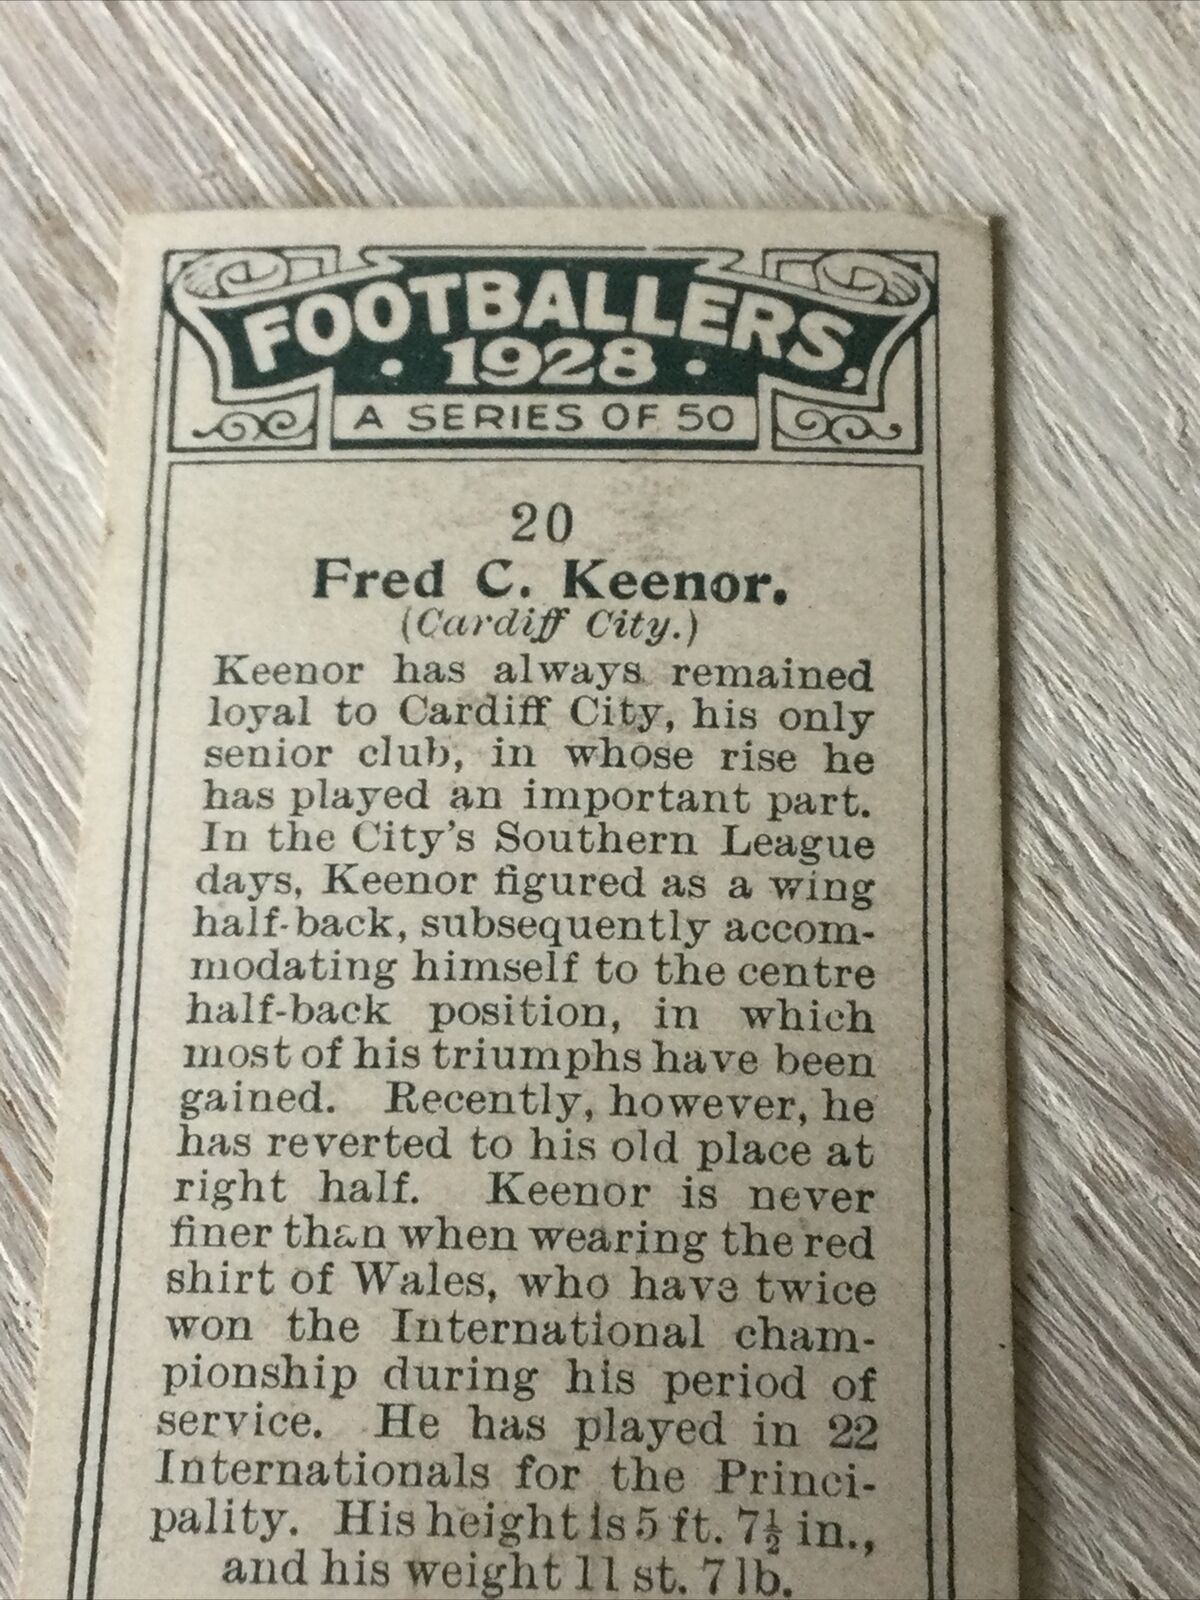 FOOTBALLERS,
· 1928 ·
A SERIES OF 50
20
Fred C. Keenor.
(Cardiff City.)
Keenor has always remained
loyal to Cardiff City, his only
senior club, in whose rise he
has played an important part.
In the City's Southern League
days, Keenor figured as a wing
half-back, subsequently accom-
modating himself to the centre
half-back position, in which
most of his triumphs have been
gained. Recently, however, he
has reverted to his old place at
right half. Keenor is never
finer than when wearing the red
shirt of Wales, who have twice
won the International cham-
pionship during his period of
service. He has played in 22
Internationals for the Princi-
pality. His height is 5 ft. 7½ in.,
and his weight 11 st. 7 lb.